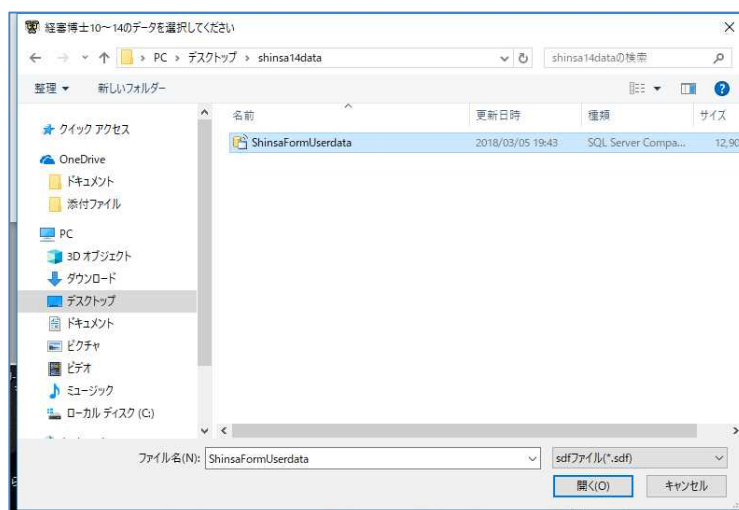 経審博士10～14のデータを選択してください
PC > デスクトップ > shinsa14data
shinsa14dataの検索
整理 新しいフォルダー
名前 更新日時 種類 サイズ
ShinsaFormUserdata 2018/03/05 19:43 SQL Server Compa... 12,90
クイック アクセス
OneDrive
ドキュメント
添付ファイル
PC
3D オブジェクト
ダウンロード
デスクトップ
ドキュメント
ピクチャ
ビデオ
ミュージック
ローカル ディスク (C:)
ファイル名(N): ShinsaFormUserdata sdfファイル(*.sdf)
開く(O) キャンセル